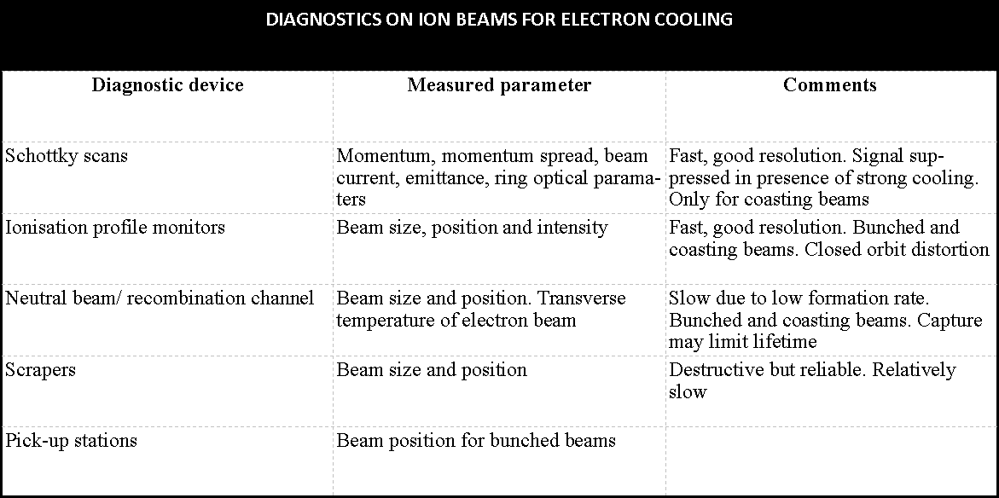 DIAGNOSTICS ON ION BEAMS FOR ELECTRON COOLING
Diagnostic device
Measured parameter
Comments
Schottky scans
Momentum, momentum spread, beam
current, emittance, ring optical parama-
ters
Fast, good resolution. Signal sup-
pressed in presence of strong cooling.
Only for coasting beams
Ionisation profile monitors
Beam size, position and intensity
Fast, good resolution. Bunched and
coasting beams. Closed orbit distortion
Neutral beam/ recombination channel
Beam size and position. Transverse
temperature of electron beam
Slow due to low formation rate.
Bunched and coasting beams. Capture
may limit lifetime
Scrapers
Beam size and position
Destructive but reliable. Relatively
slow
Pick-up stations
Beam position for bunched beams